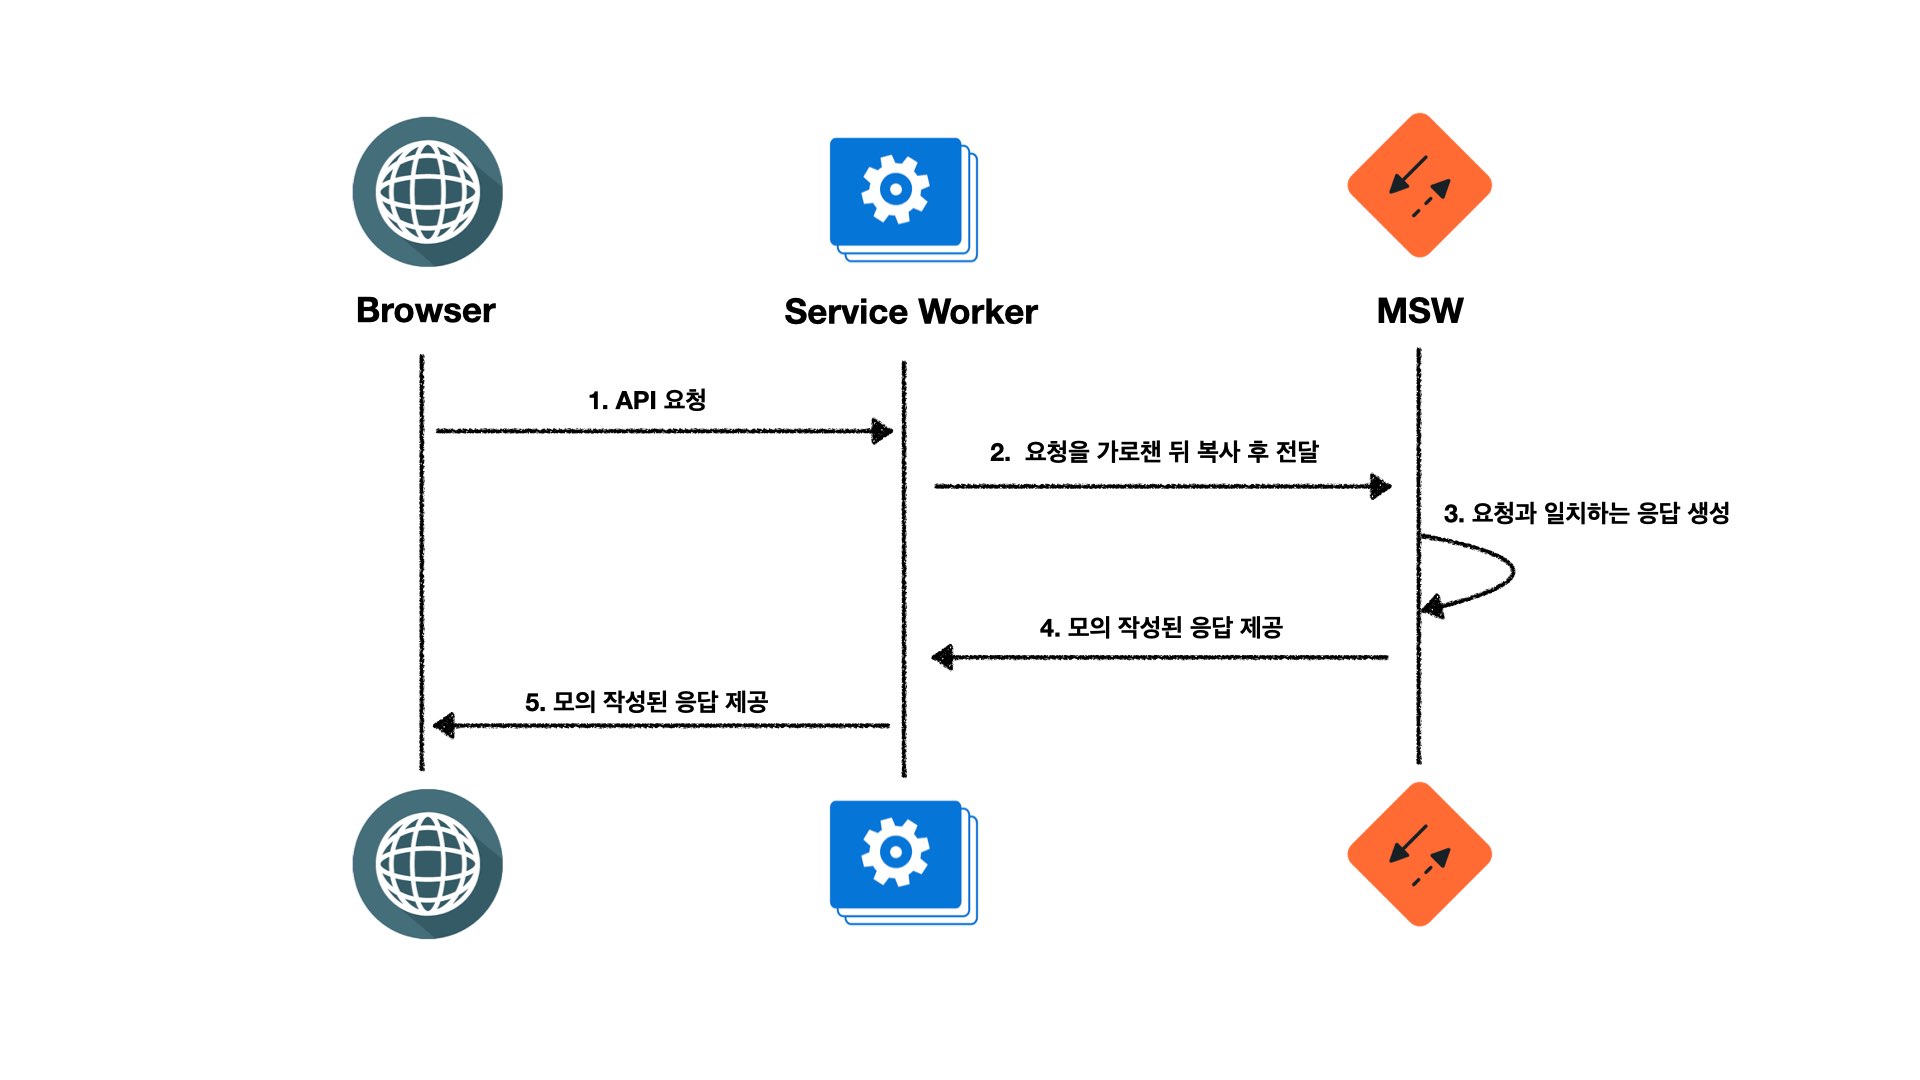 Browser
Service Worker
MSW
1. API 요청
2. 요청을 가로챈 뒤 복사 후 전달
3. 요청과 일치하는 응답 생성
4. 모의 작성된 응답 제공
5. 모의 작성된 응답 제공